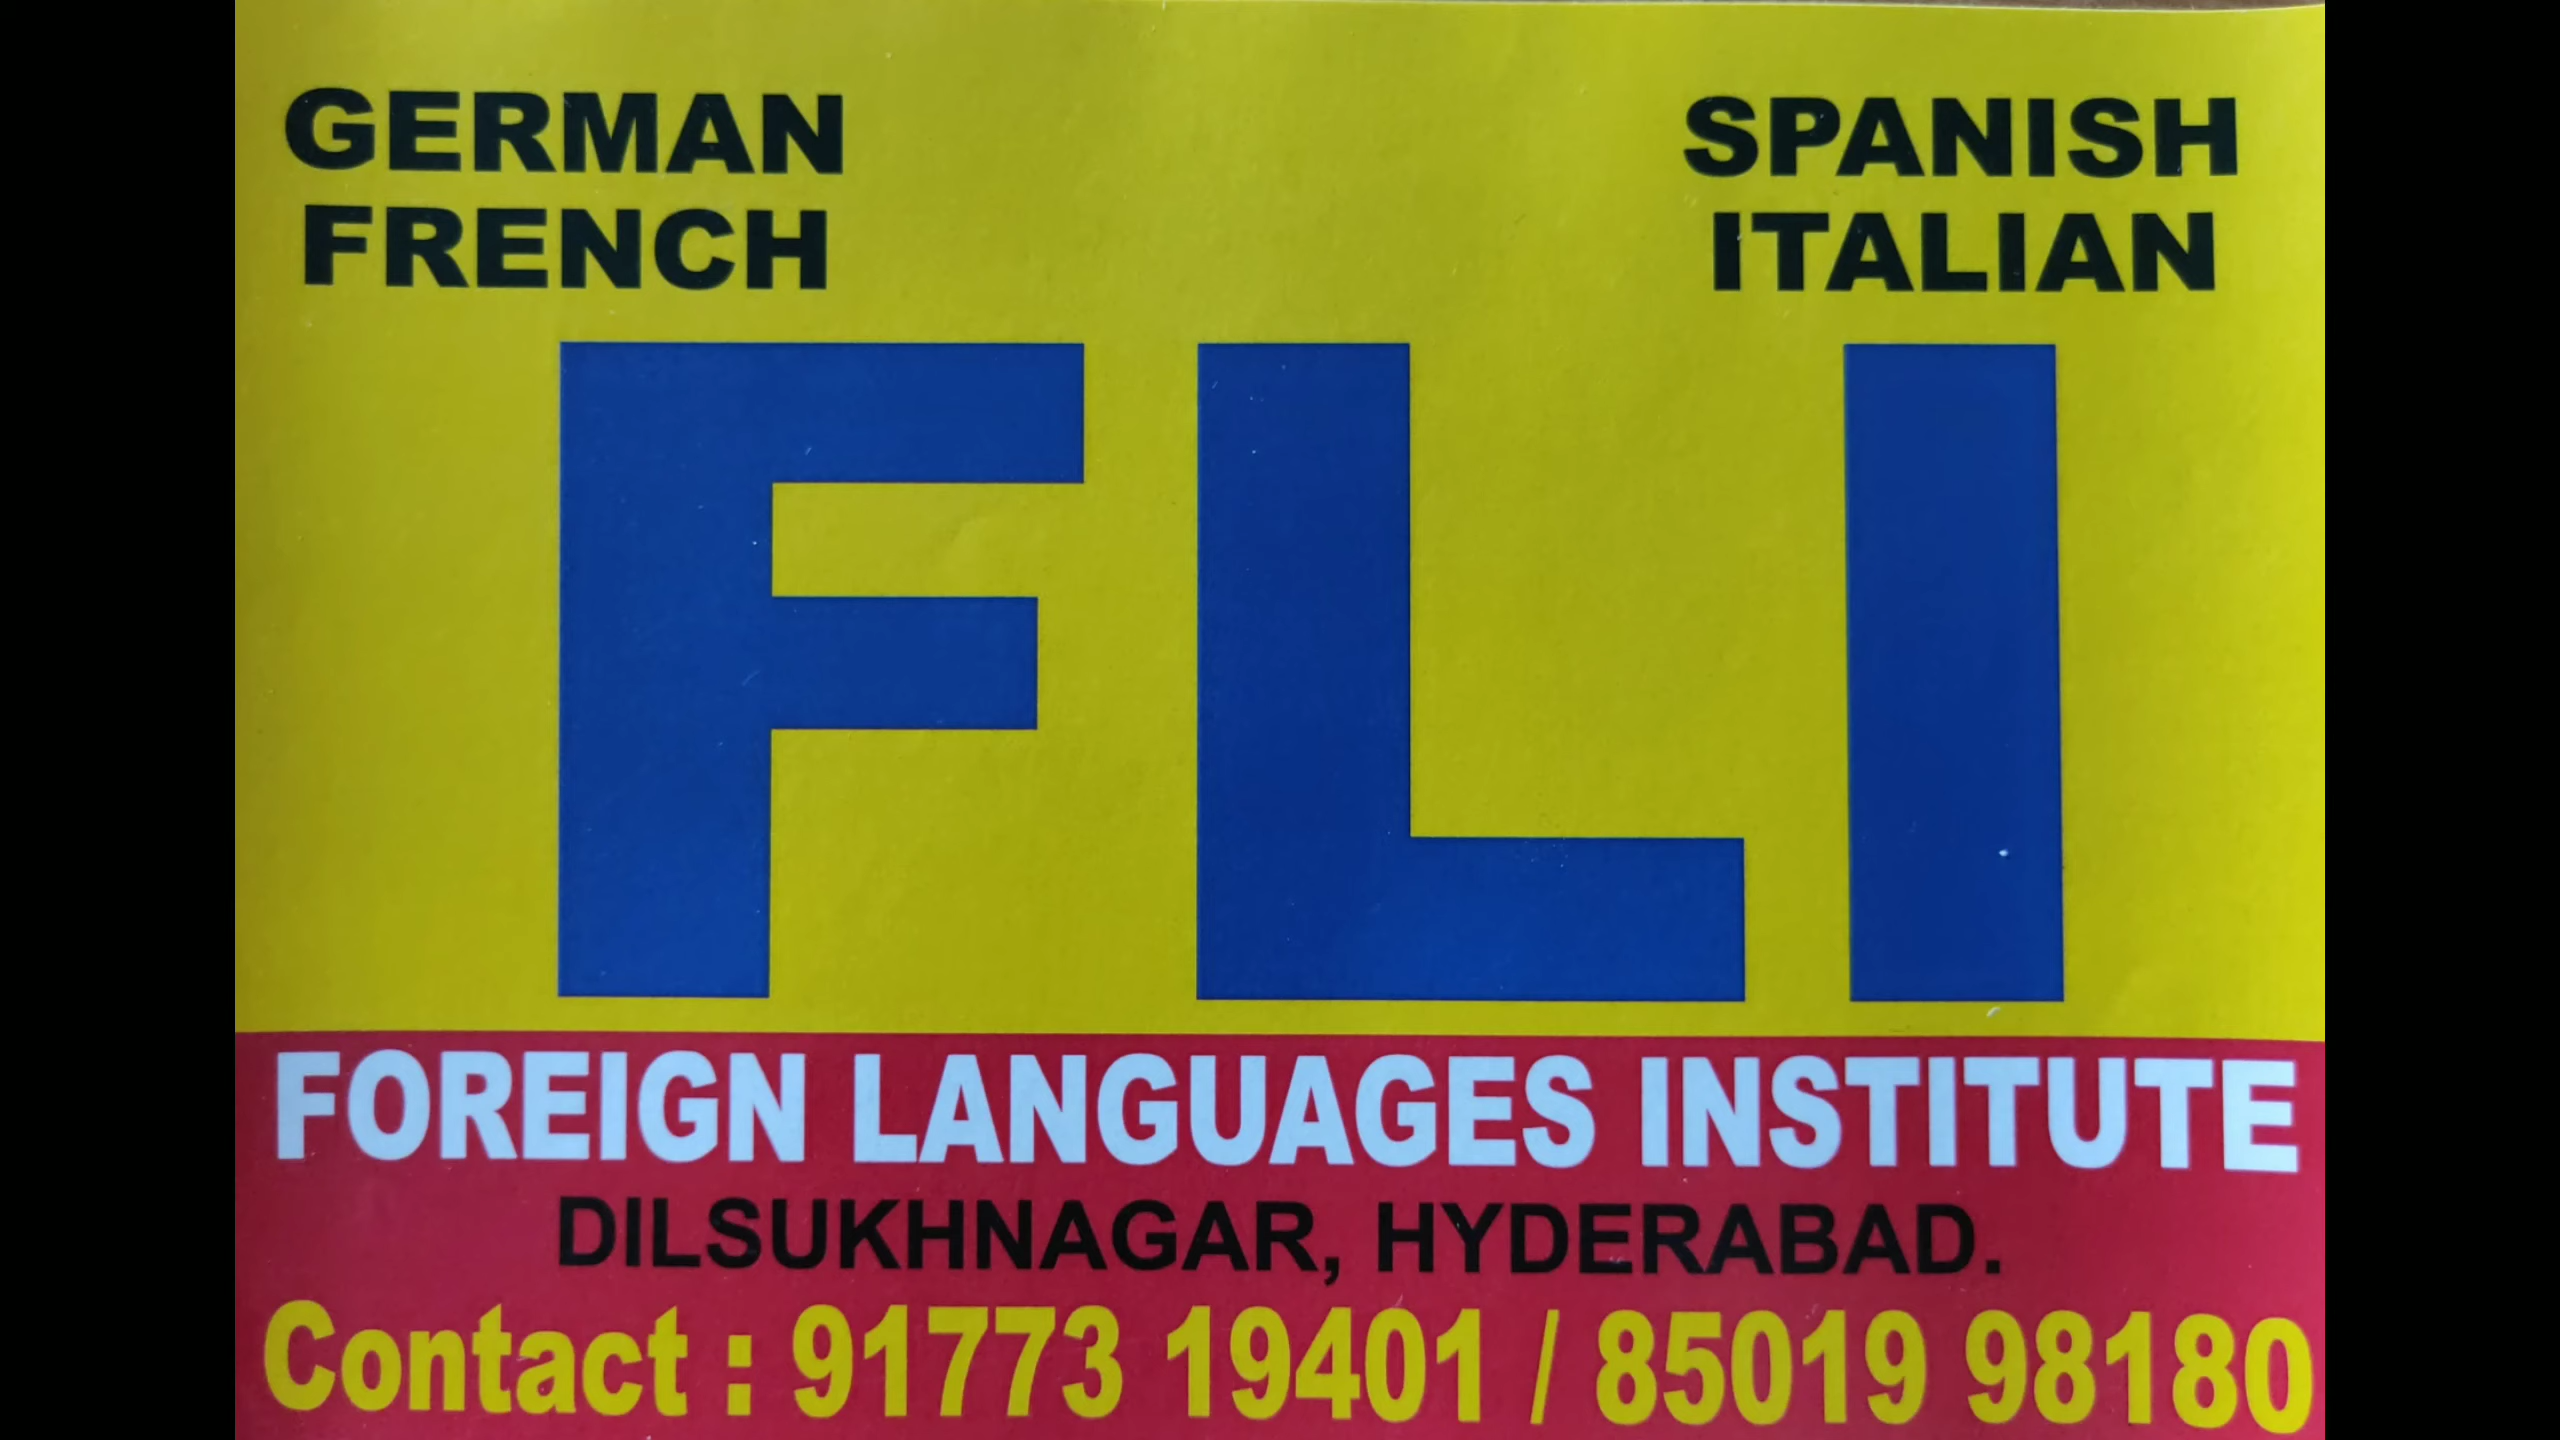 GERMAN
FRENCH
SPANISH
ITALIAN
FLI
FOREIGN LANGUAGES INSTITUTE
DILSUKHNAGAR, HYDERABAD.
Contact : 91773 19401 / 85019 98180